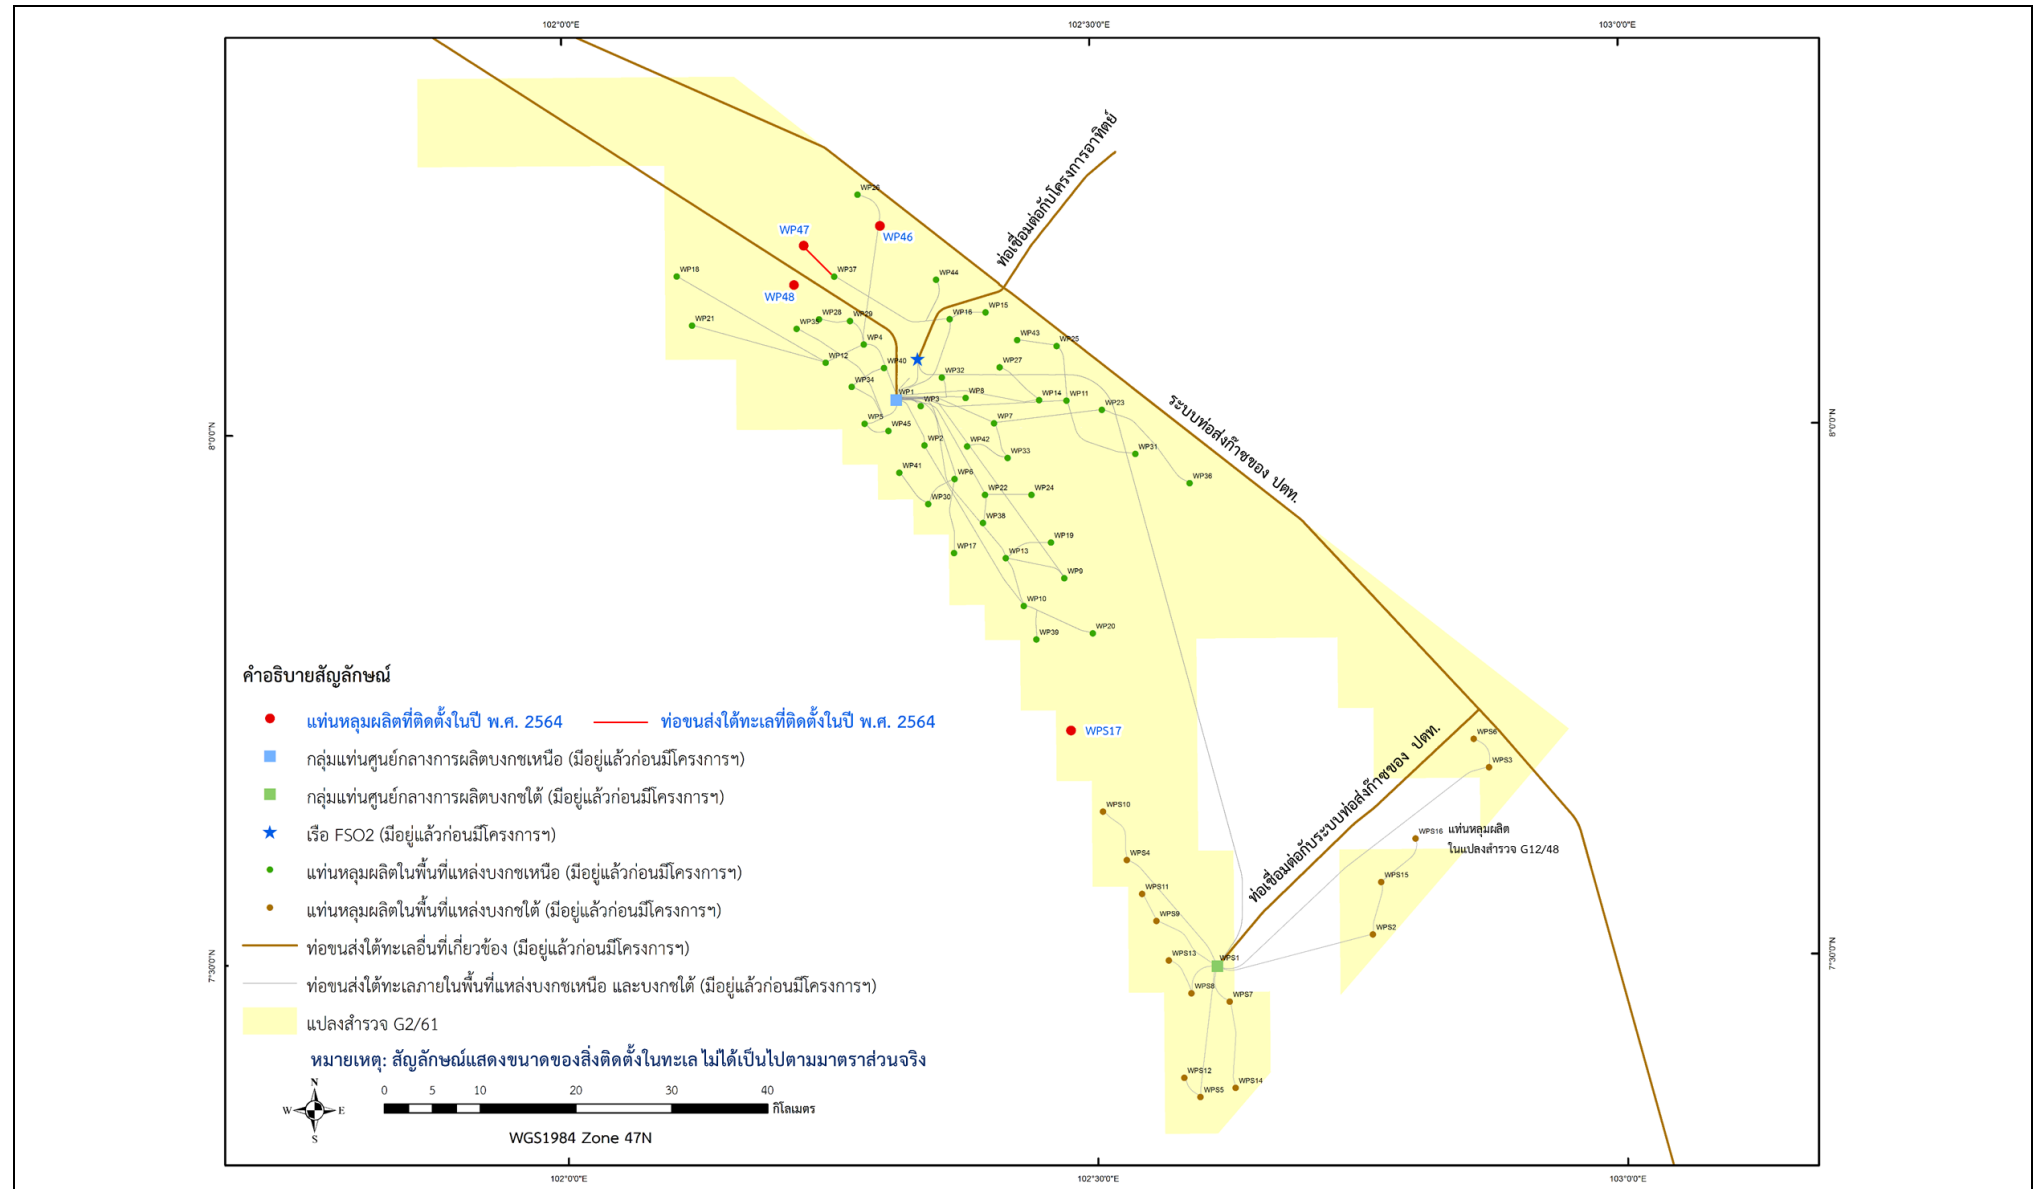 102°0'0"E
102°30'0"E
103°0'0"E
ท่อเชื่อมต่อกับโครงการอาทิตย์
WP26
WP46
WP47
WP37
WP18
WP44
WP48
WP15
WP16
WP21
WP28
WP29
WP35
WP43
WP25
WP4
WP12
WP40
WP27
WP32
WP34
WP1
WP3
WP8
WP14
WP11
WP23
ระบบท่อส่งก๊าซของ ปตท.
WP5
WP45
WP7
WP2
WP42
WP33
WP31
8°0'0"N
8°0'0"N
WP41
WP6
WP36
WP30
WP22
WP24
WP38
WP17
WP13
WP19
WP9
WP10
WP39
WP20
คำอธิบายสัญลักษณ์
แท่นหลุมผลิตที่ติดตั้งในปี พ.ศ. 2564
ท่อขนส่งใต้ทะเลที่ติดตั้งในปี พ.ศ. 2564
กลุ่มแท่นศูนย์กลางการผลิตบงกชเหนือ (มีอยู่แล้วก่อนมีโครงการฯ)
กลุ่มแท่นศูนย์กลางการผลิตบงกชใต้ (มีอยู่แล้วก่อนมีโครงการฯ)
เรือ FSO2 (มีอยู่แล้วก่อนมีโครงการฯ)
แท่นหลุมผลิตในพื้นที่แหล่งบงกชเหนือ (มีอยู่แล้วก่อนมีโครงการฯ)
แท่นหลุมผลิตในพื้นที่แหล่งบงกชใต้ (มีอยู่แล้วก่อนมีโครงการฯ)
ท่อขนส่งใต้ทะเลอื่นที่เกี่ยวข้อง (มีอยู่แล้วก่อนมีโครงการฯ)
ท่อขนส่งใต้ทะเลภายในพื้นที่แหล่งบงกชเหนือ และบงกชใต้ (มีอยู่แล้วก่อนมีโครงการฯ)
แปลงสำรวจ G2/61
หมายเหตุ: สัญลักษณ์แสดงขนาดของสิ่งติดตั้งในทะเล ไม่ได้เป็นไปตามมาตราส่วนจริง
WPS17
WPS6
WPS3
ท่อเชื่อมต่อกับระบบท่อส่งก๊าซของ ปตท.
WPS10
WPS16
แท่นหลุมผลิต
ในแปลงสำรวจ G12/48
WPS4
WPS15
WPS11
WPS9
WPS2
WPS13
WPS1
7°30'0"N
7°30'0"N
WPS8
WPS7
WPS12
WPS5
WPS14
N
W
E
S
0 5 10 20 30 40
กิโลเมตร
WGS1984 Zone 47N
102°0'0"E
102°30'0"E
103°0'0"E